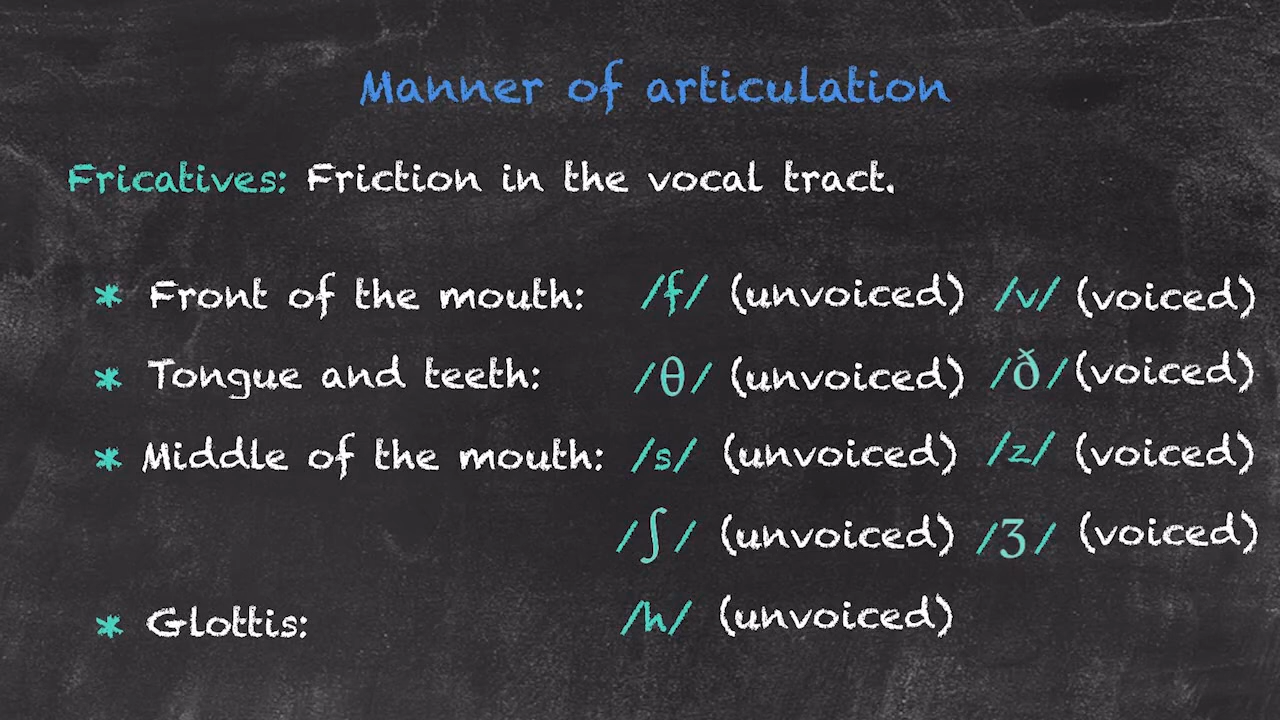 Manner of articulation
Fricatives: Friction in the vocal tract.
* Front of the mouth: /f/ (unvoiced) /v/ (voiced)
* Tongue and teeth: /θ/ (unvoiced) /ð/ (voiced)
* Middle of the mouth: /s/ (unvoiced) /z/ (voiced)
/ʃ/ (unvoiced) /ʒ/ (voiced)
* Glottis: /h/ (unvoiced)